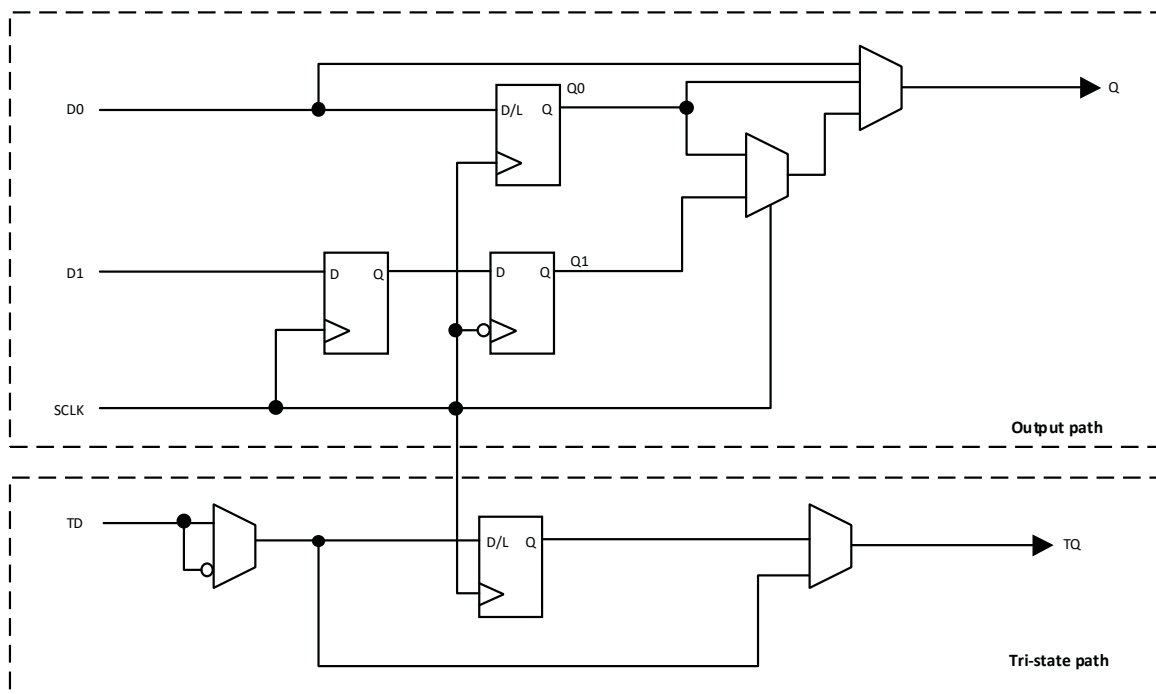 Q0
D0
D/L Q
Q
D1
D Q
D Q
Q1
SCLK
Output path
TD
D/L Q
TQ
Tri-state path